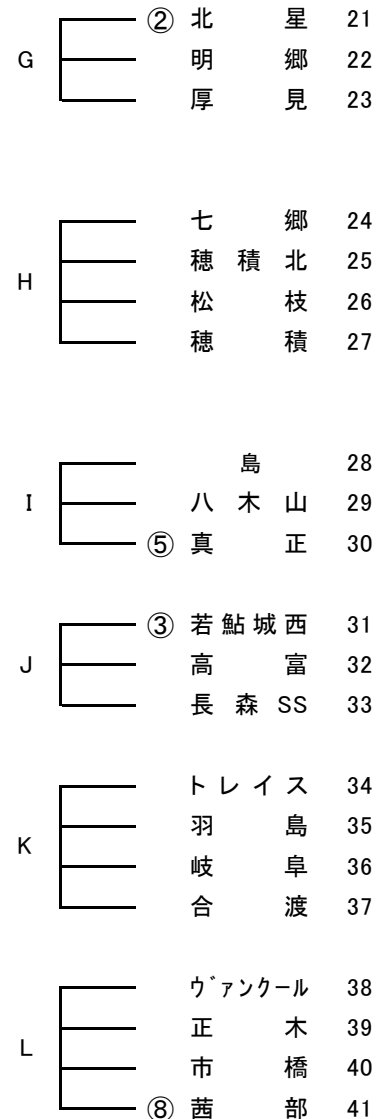 ② 北星 21
G 明郷 22
厚見 23
七郷 24
穂積北 25
H
松枝 26
穂積 27
島 28
I 八木山 29
⑤ 真正 30
③ 若鮎城西 31
J 高富 32
長森SS 33
トレイス 34
羽島 35
K
岐阜 36
合渡 37
ヴァンクール 38
正木 39
L
市橋 40
⑧ 茜部 41